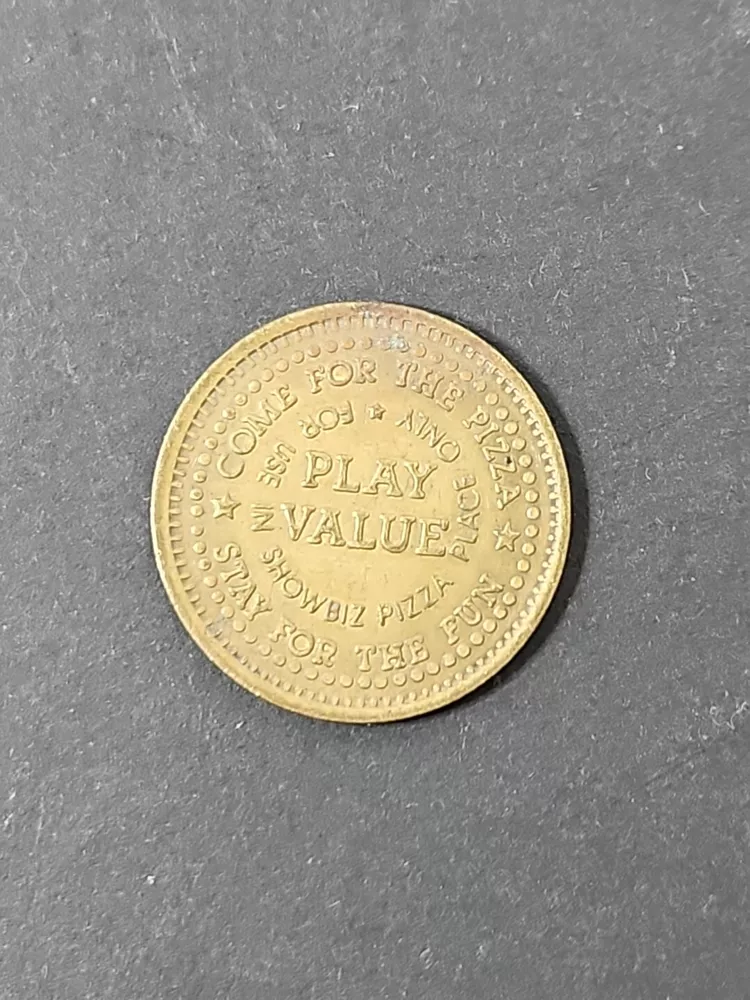 COME FOR THE PIZZA
STAY FOR THE FUN
ONLY FOR USE IN SHOWBIZ PIZZA PLACE
PLAY
VALUE